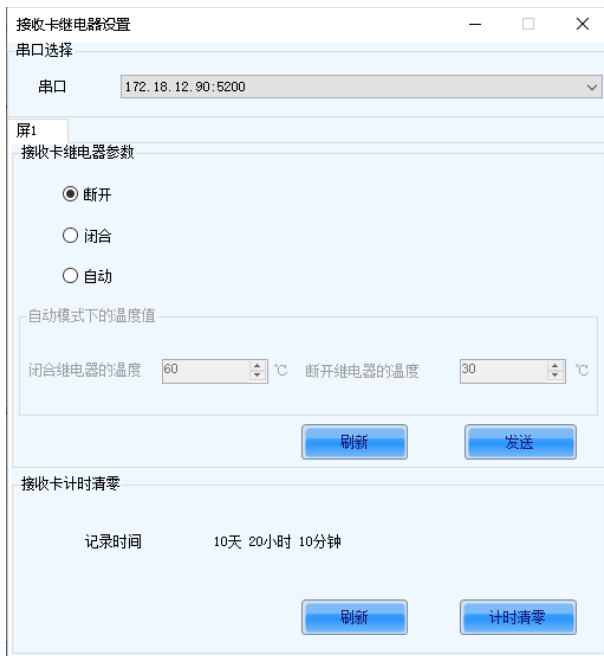 接收卡继电器设置
串口选择
串口 172.18.12.90:5200
屏1
接收卡继电器参数
断开
闭合
自动
自动模式下的温度值
闭合继电器的温度 60 ℃ 断开继电器的温度 30 ℃
刷新 发送
接收卡计时清零
记录时间 10天 20小时 10分钟
刷新 计时清零